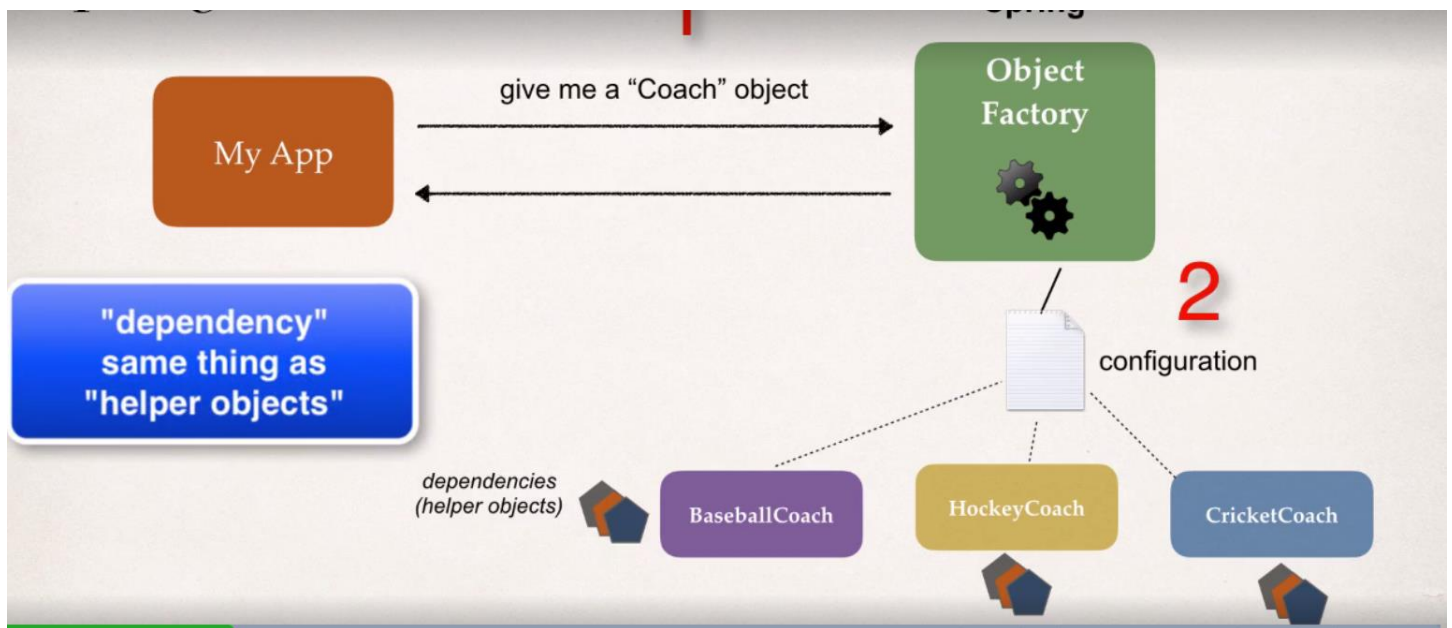 Spring
give me a “Coach” object
Object
Factory
My App
"dependency"
same thing as
"helper objects"
2
configuration
dependencies
(helper objects)
BaseballCoach
HockeyCoach
CricketCoach